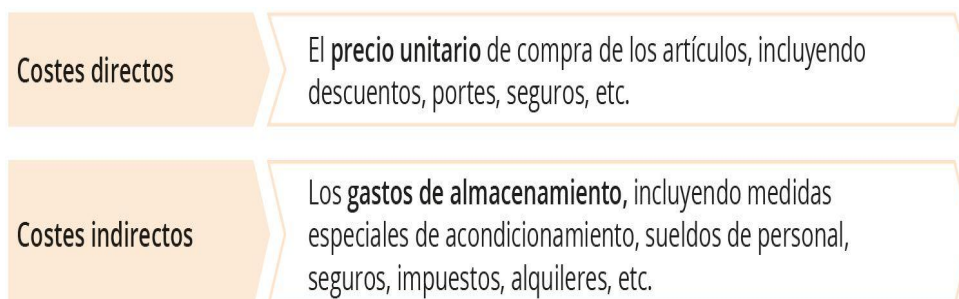 Costes directos
El precio unitario de compra de los artículos, incluyendo
descuentos, portes, seguros, etc.
Costes indirectos
Los gastos de almacenamiento, incluyendo medidas
especiales de acondicionamiento, sueldos de personal,
seguros, impuestos, alquileres, etc.